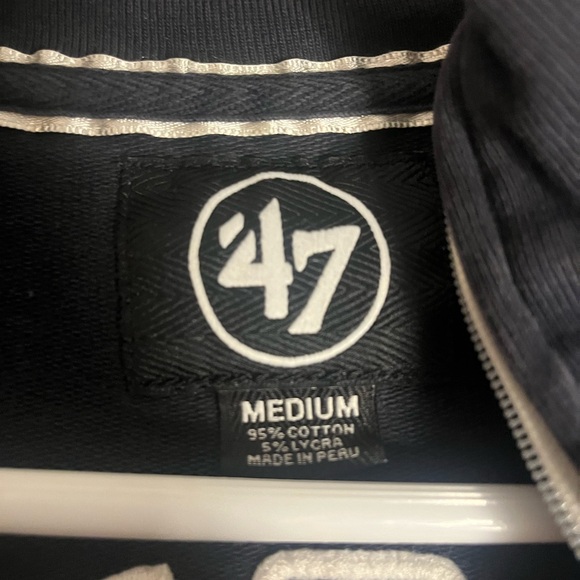 '47
MEDIUM
95% COTTON
5% LYCRA
MADE IN PERU